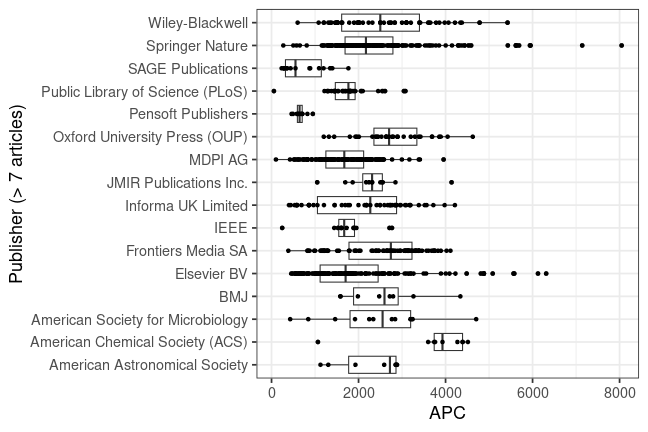 Publisher (> 7 articles)
Wiley-Blackwell
Springer Nature
SAGE Publications
Public Library of Science (PLoS)
Pensoft Publishers
Oxford University Press (OUP)
MDPI AG
JMIR Publications Inc.
Informa UK Limited
IEEE
Frontiers Media SA
Elsevier BV
BMJ
American Society for Microbiology
American Chemical Society (ACS)
American Astronomical Society
0 2000 4000 6000 8000
APC